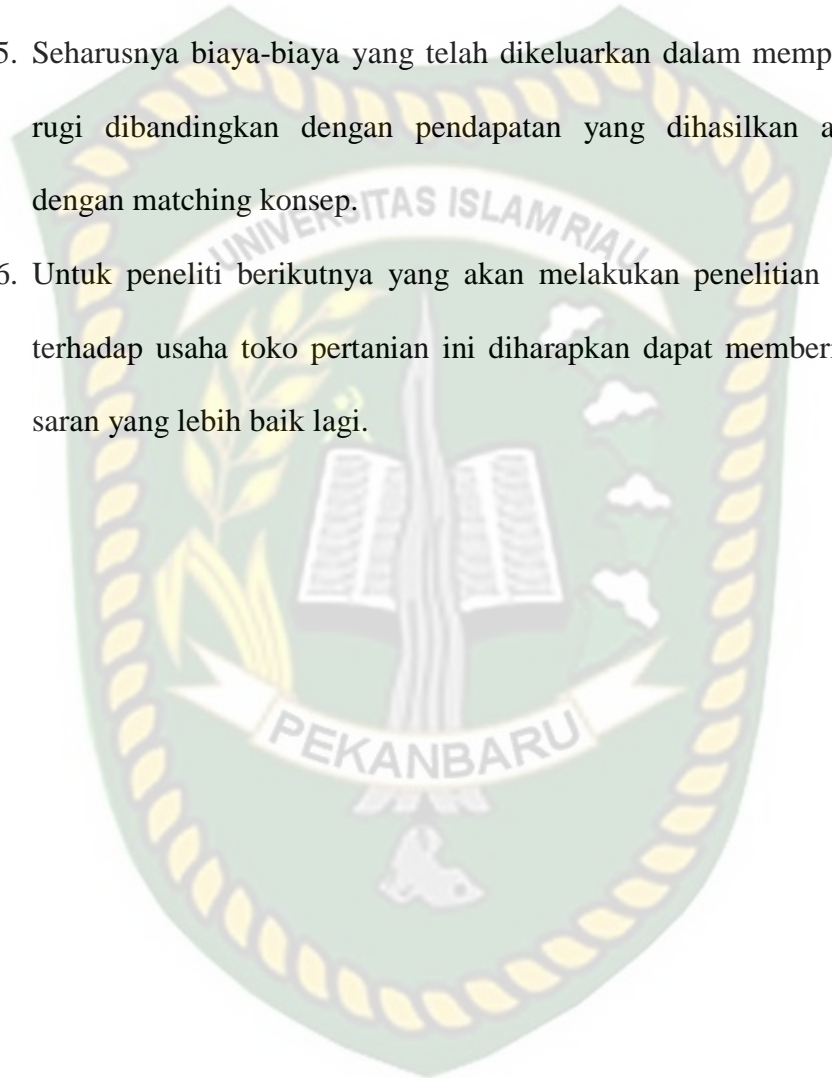 5. Seharusnya biaya-biaya yang telah dikeluarkan dalam memp
rugi dibandingkan dengan pendapatan yang dihasilkan a
dengan matching konsep.
UNIVERSITAS ISLAM RIAU
6. Untuk peneliti berikutnya yang akan melakukan penelitian
terhadap usaha toko pertanian ini diharapkan dapat member
saran yang lebih baik lagi.
PEKANBARU